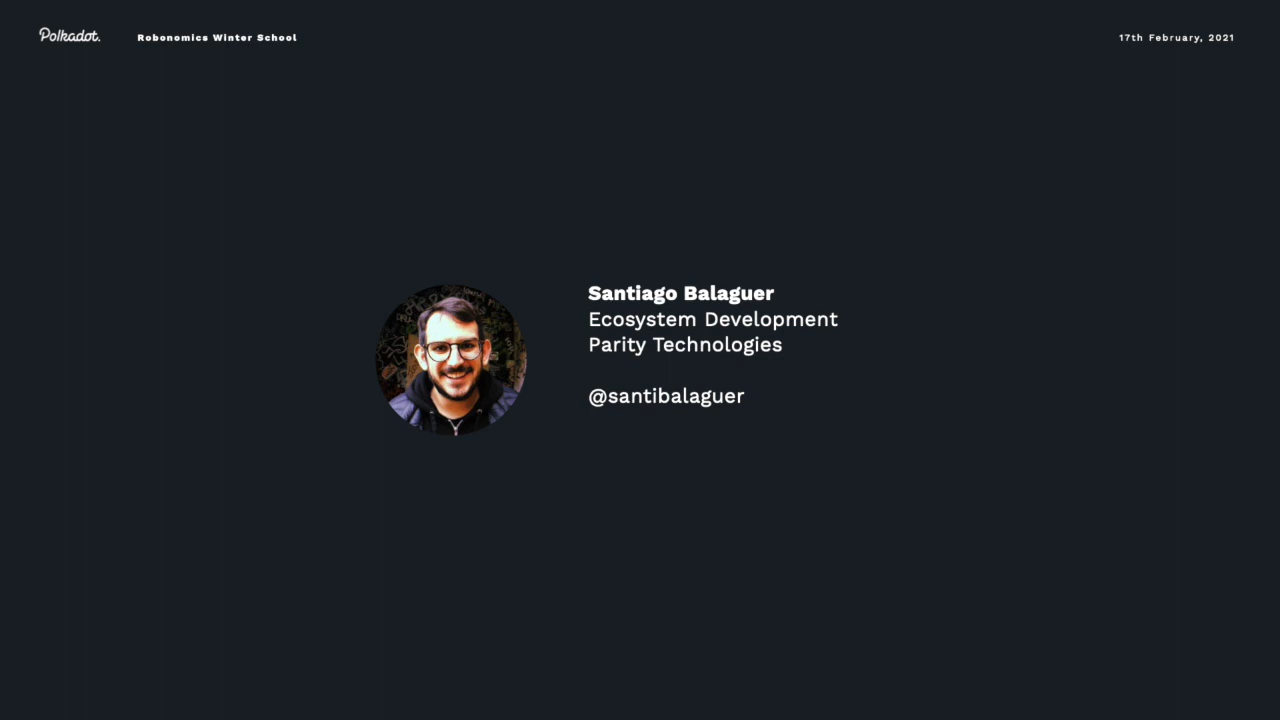 Polkadot.
Robonomics Winter School
17th February, 2021
Santiago Balaguer
Ecosystem Development
Parity Technologies
@santibalaguer